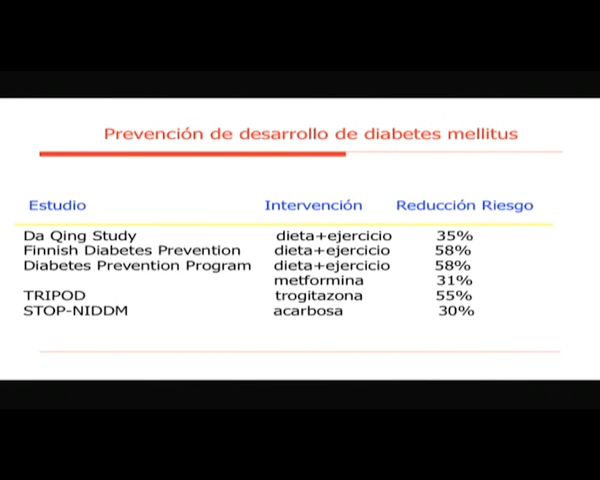 Prevención de desarrollo de diabetes mellitus
Estudio Intervención Reducción Riesgo
Da Qing Study dieta+ejercicio 35%
Finnish Diabetes Prevention dieta+ejercicio 58%
Diabetes Prevention Program dieta+ejercicio 58%
metformina 31%
TRIPOD trogitazona 55%
STOP-NIDDM acarbosa 30%